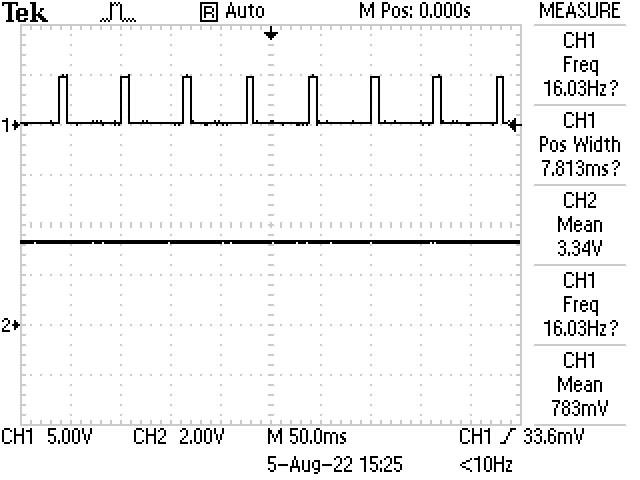 Tek R Auto M Pos: 0.000s MEASURE
CH1
Freq
16.03Hz?
1
CH1
Pos Width
7.813ms?
CH2
Mean
3.34V
CH1
Freq
16.03Hz?
2
CH1
Mean
783mV
CH1 5.00V CH2 2.00V M 50.0ms CH1 33.6mV
5-Aug-22 15:25 <10Hz